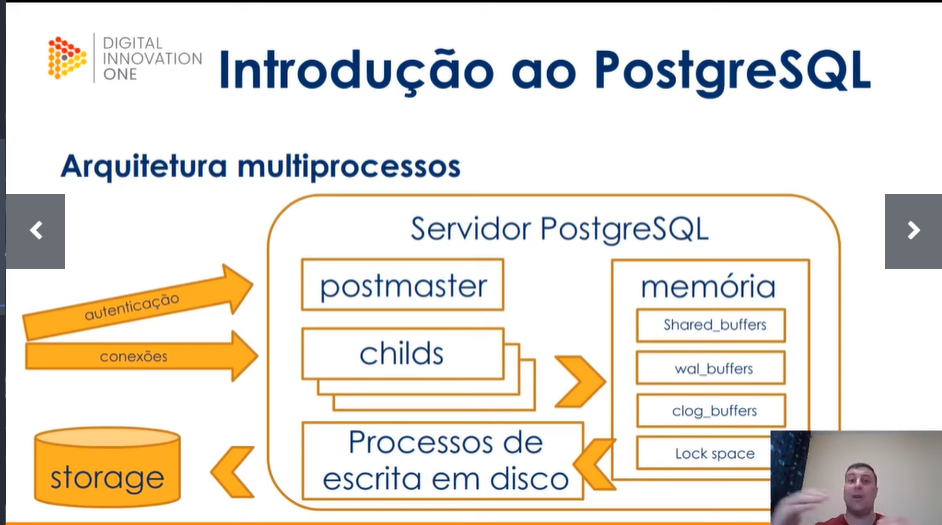 DIGITAL
INNOVATION
ONE
Introdução ao PostgreSQL
Arquitetura multiprocessos
Servidor PostgreSQL
autenticação
conexões
postmaster
childs
memória
Shared_buffers
wal_buffers
clog_buffers
Lock space
Processos de
escrita em disco
storage